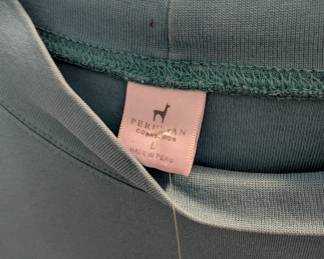 PERUVIAN
CONNECTION
L
MADE IN PERU